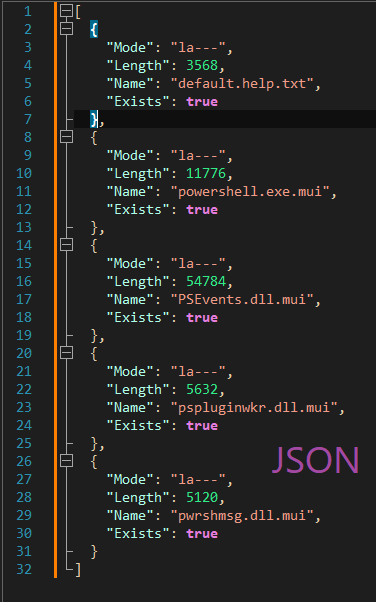 1 [
2 {
3 "Mode": "la---",
4 "Length": 3568,
5 "Name": "default.help.txt",
6 "Exists": true
7 },
8 {
9 "Mode": "la---",
10 "Length": 11776,
11 "Name": "powershell.exe.mui",
12 "Exists": true
13 },
14 {
15 "Mode": "la---",
16 "Length": 54784,
17 "Name": "PSEvents.dll.mui",
18 "Exists": true
19 },
20 {
21 "Mode": "la---",
22 "Length": 5632,
23 "Name": "pspluginwkr.dll.mui",
24 "Exists": true
25 },
26 {
27 "Mode": "la---",
28 "Length": 5120,
29 "Name": "pwrshmsg.dll.mui",
30 "Exists": true
31 }
32 ]
JSON